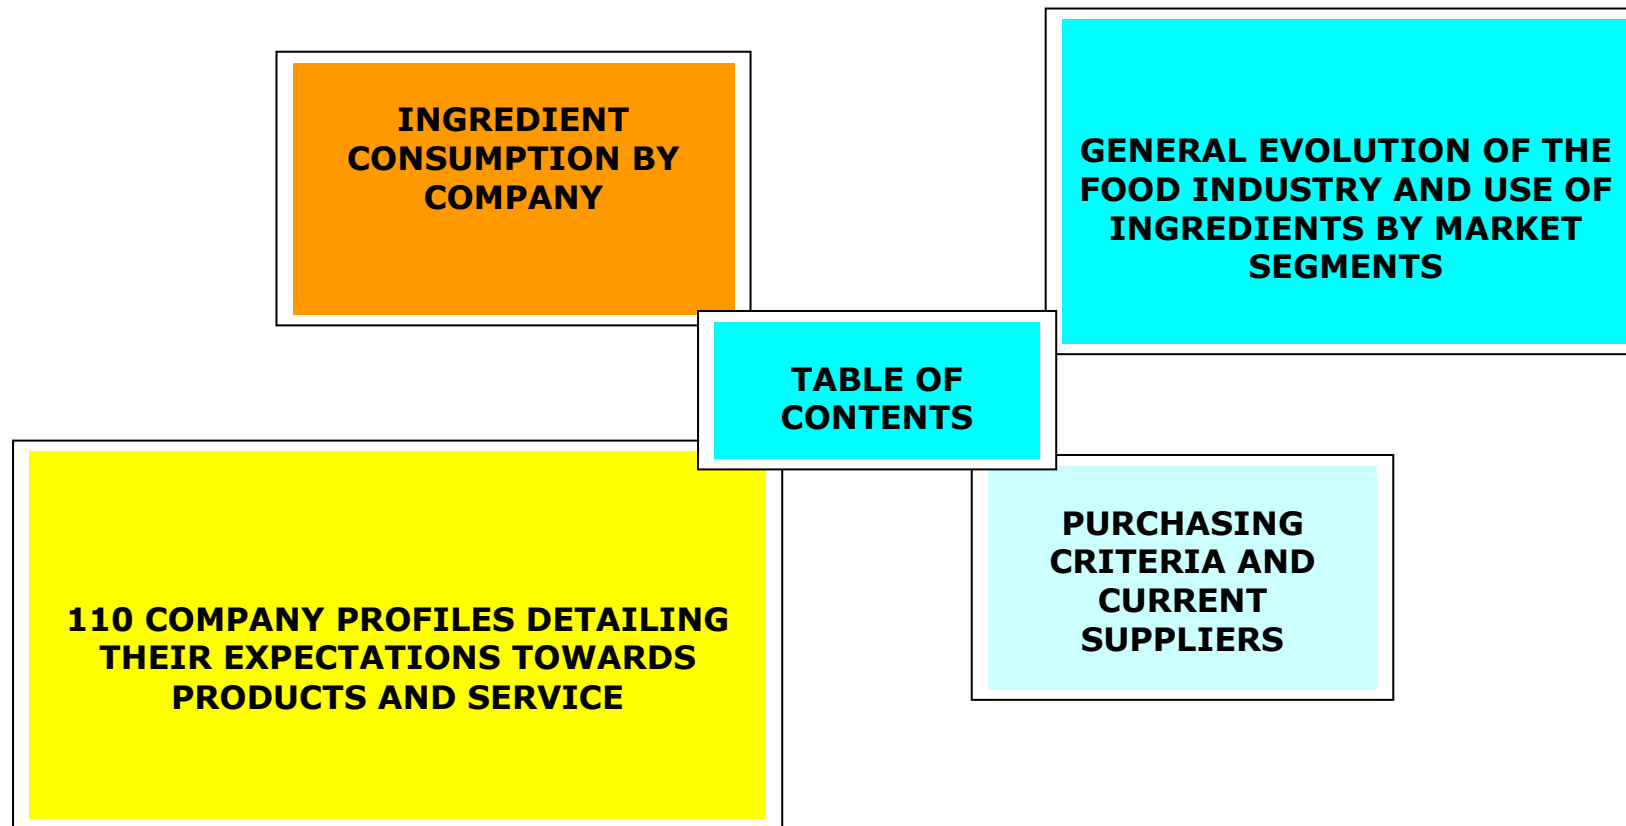 INGREDIENT
CONSUMPTION BY
COMPANY
GENERAL EVOLUTION OF THE
FOOD INDUSTRY AND USE OF
INGREDIENTS BY MARKET
SEGMENTS
TABLE OF
CONTENTS
110 COMPANY PROFILES DETAILING
THEIR EXPECTATIONS TOWARDS
PRODUCTS AND SERVICE
PURCHASING
CRITERIA AND
CURRENT
SUPPLIERS